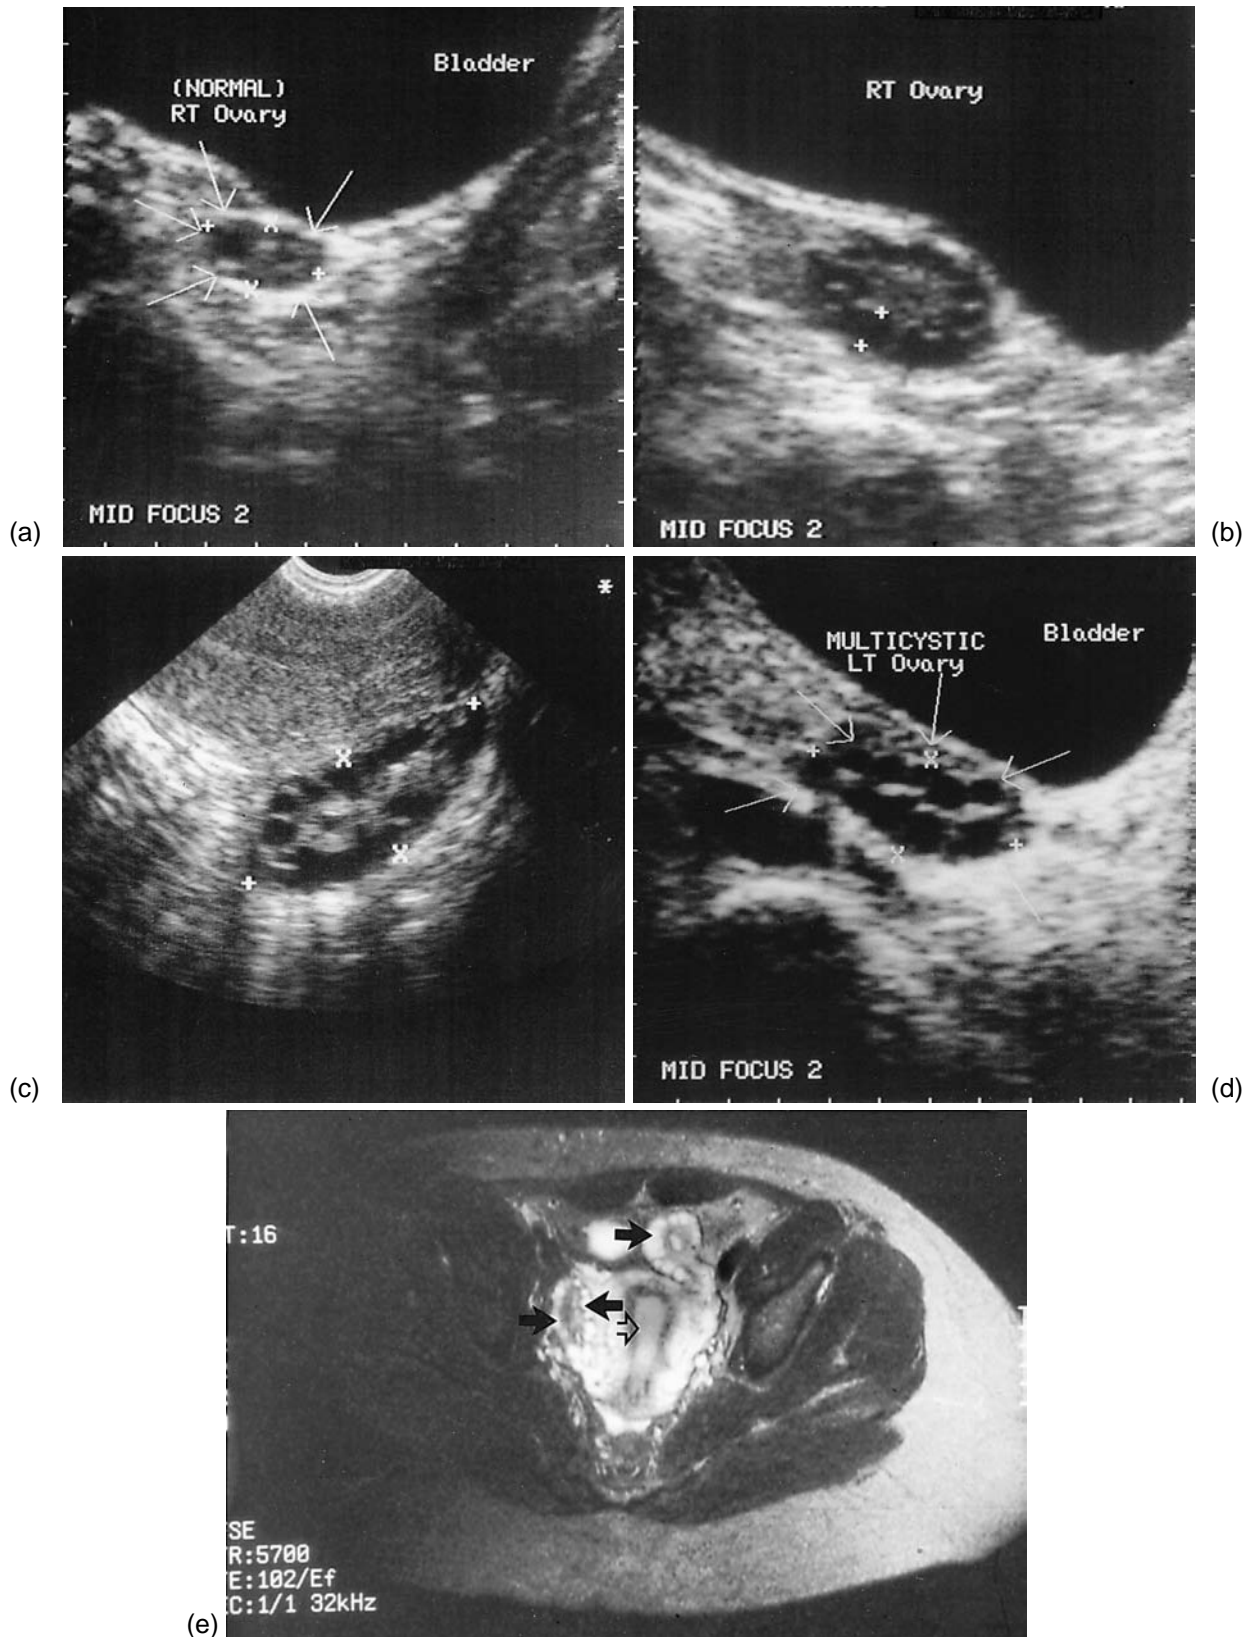 Bladder
(NORMAL)
RT Ovary
MID FOCUS 2
(a)
RT Ovary
MID FOCUS 2
(b)
*
(c)
MULTICYSTIC
LT Ovary
Bladder
MID FOCUS 2
(d)
T:16
SE
R:5700
E:102/Ef
C:1/1 32kHz
(e)